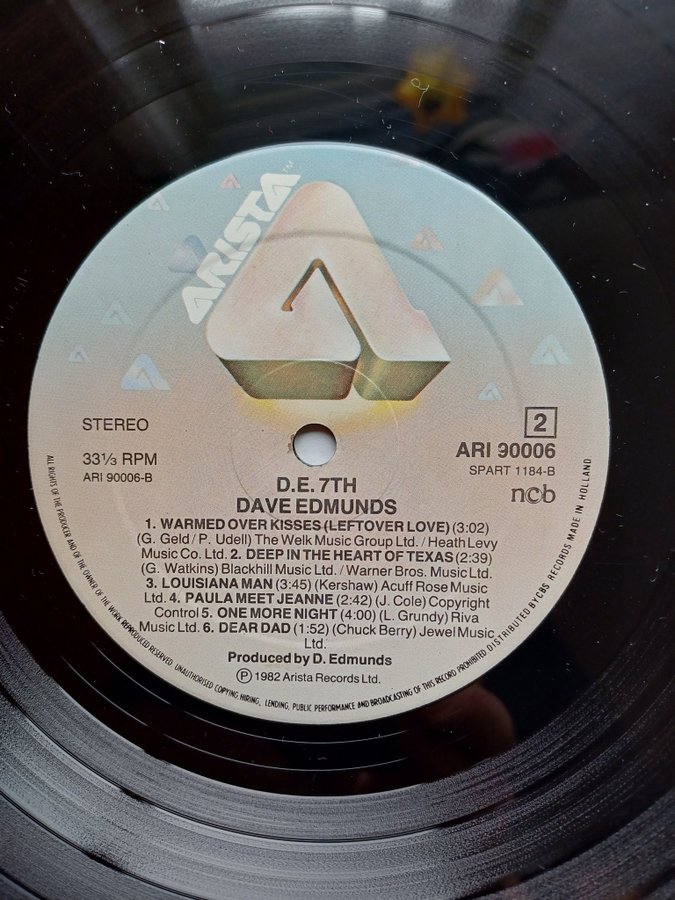 ARISTA™
STEREO
2
33⅓ RPM
ARI 90006
ARI 90006-B
SPART 1184-B
ncb
D.E. 7TH
DAVE EDMUNDS
1. WARMED OVER KISSES (LEFTOVER LOVE) (3:02)
(G. Geld / P. Udell) The Welk Music Group Ltd. / Heath Levy
Music Co. Ltd. 2. DEEP IN THE HEART OF TEXAS (2:39)
(G. Watkins) Blackhill Music Ltd. / Warner Bros. Music Ltd.
3. LOUISIANA MAN (3:45) (Kershaw) Acuff Rose Music
Ltd. 4. PAULA MEET JEANNE (2:42) (J. Cole) Copyright
Control 5. ONE MORE NIGHT (4:00) (L. Grundy) Riva
Music Ltd. 6. DEAR DAD (1:52) (Chuck Berry) Jewel Music
Ltd.
Produced by D. Edmunds
Ⓟ 1982 Arista Records Ltd.
ALL RIGHTS OF THE PRODUCER AND OF THE OWNER OF THE WORK REPRODUCED RESERVED UNAUTHORISED COPYING, HIRING, LENDING, PUBLIC PERFORMANCE AND BROADCASTING OF THIS RECORD PROHIBITED DISTRIBUTED BY CBS RECORDS MADE IN HOLLAND